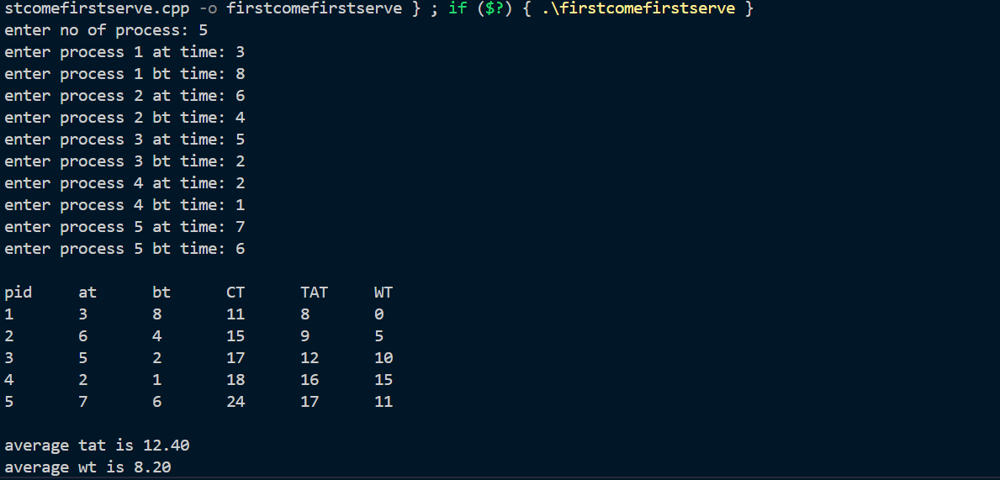 stcomefirstserve.cpp -o firstcomefirstserve } ; if ($?) { .\firstcomefirstserve }
enter no of process: 5
enter process 1 at time: 3
enter process 1 bt time: 8
enter process 2 at time: 6
enter process 2 bt time: 4
enter process 3 at time: 5
enter process 3 bt time: 2
enter process 4 at time: 2
enter process 4 bt time: 1
enter process 5 at time: 7
enter process 5 bt time: 6
pid at bt CT TAT WT
1 3 8 11 8 0
2 6 4 15 9 5
3 5 2 17 12 10
4 2 1 18 16 15
5 7 6 24 17 11
average tat is 12.40
average wt is 8.20